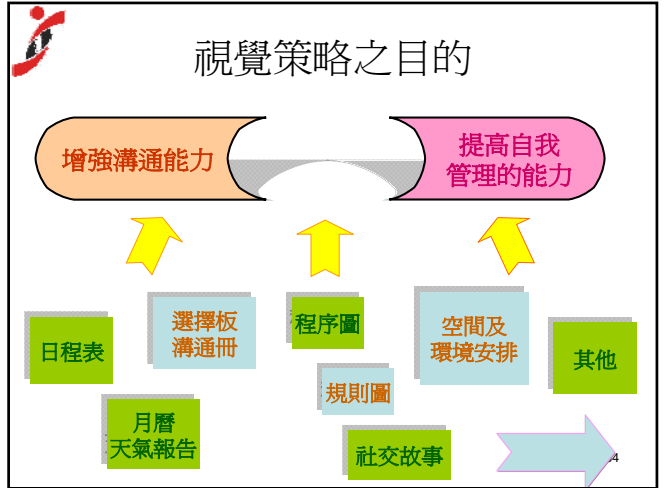 視覺策略之目的
增強溝通能力
提高自我
管理的能力
日程表
選擇板
溝通冊
程序圖
空間及
環境安排
其他
規則圖
月曆
天氣報告
社交故事